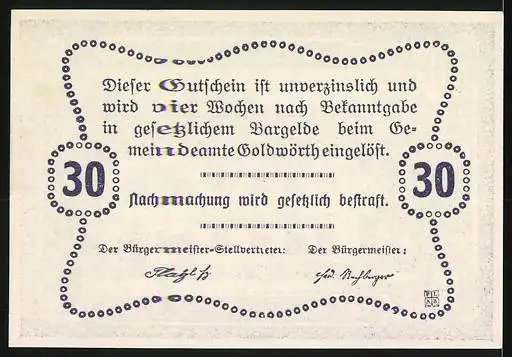 Dieser Gutschein ist unverzinslich und
wird vier Wochen nach Bekanntgabe
in gesetzlichem Bargelde beim Ge-
meindeamte Goldwörth eingelöst.
30
30
Nachmachung wird gesetzlich bestraft.
Der Bürgermeister-Stellvertreter:
Der Bürgermeister: